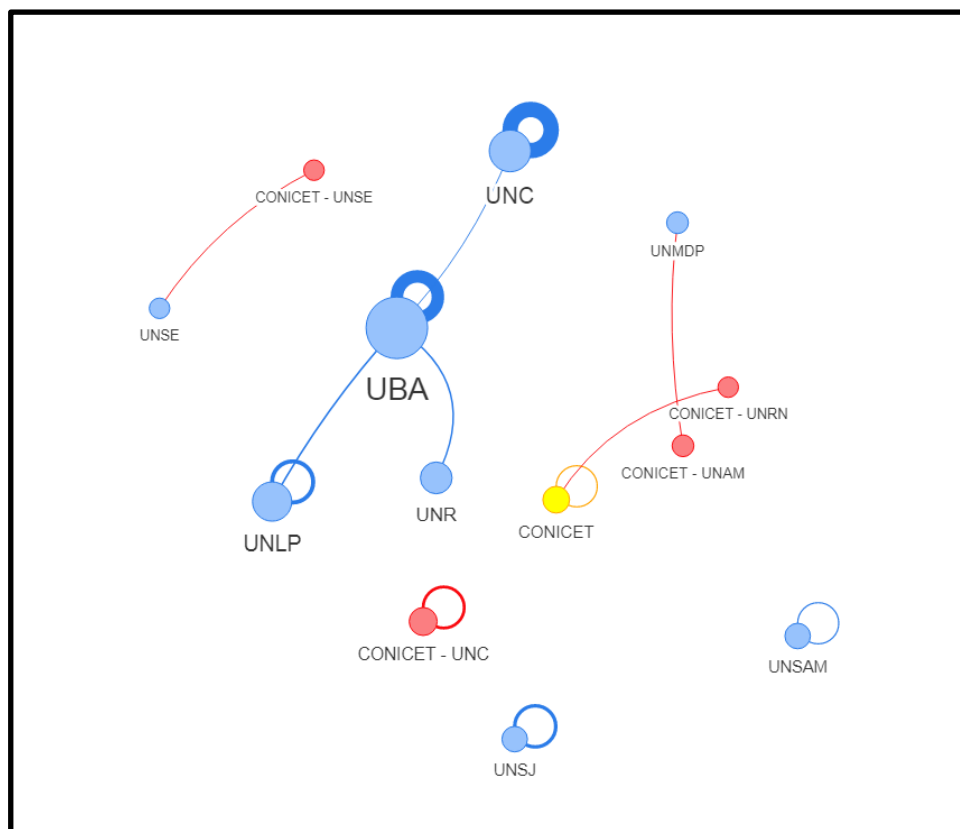 UNC
CONICET - UNSE
UNMDP
UNSE
UBA
CONICET - UNRN
CONICET - UNAM
UNR
CONICET
UNLP
CONICET - UNC
UNSAM
UNSJ